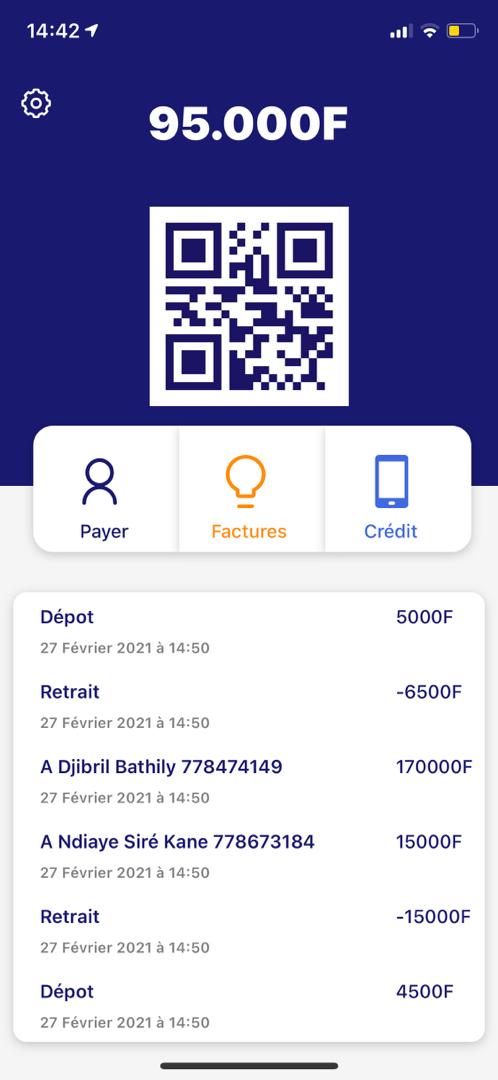 14:42
95.000F
Payer
Factures
Crédit
Dépot 5000F
27 Février 2021 à 14:50
Retrait -6500F
27 Février 2021 à 14:50
A Djibril Bathily 778474149 170000F
27 Février 2021 à 14:50
A Ndiaye Siré Kane 778673184 15000F
27 Février 2021 à 14:50
Retrait -15000F
27 Février 2021 à 14:50
Dépot 4500F
27 Février 2021 à 14:50